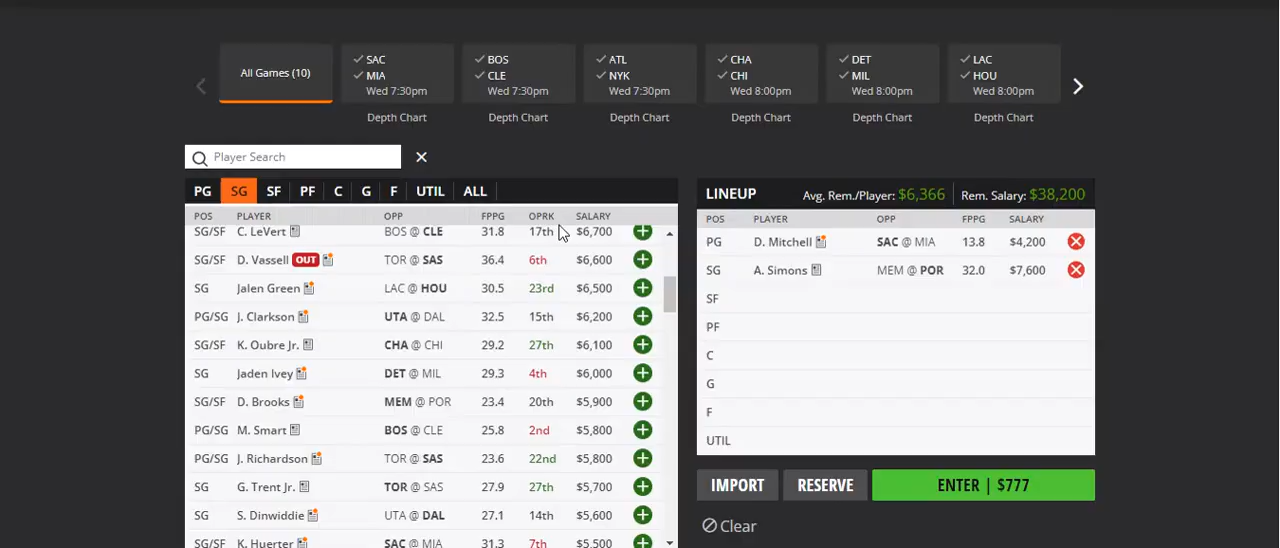 All Games (10)
SAC
MIA
Wed 7:30pm
Depth Chart
BOS
CLE
Wed 7:30pm
Depth Chart
ATL
NYK
Wed 7:30pm
Depth Chart
CHA
CHI
Wed 8:00pm
Depth Chart
DET
MIL
Wed 8:00pm
Depth Chart
LAC
HOU
Wed 8:00pm
Depth Chart
Player Search
PG SG SF PF C G F UTIL ALL
POS PLAYER OPP FPPG OPRK SALARY
SG/SF C. LeVert BOS @ CLE 31.8 17th $6,700
SG/SF D. Vassell OUT TOR @ SAS 36.4 6th $6,600
SG Jalen Green LAC @ HOU 30.5 23rd $6,500
PG/SG J. Clarkson UTA @ DAL 32.5 15th $6,200
SG/SF K. Oubre Jr. CHA @ CHI 29.2 27th $6,100
SG Jaden Ivey DET @ MIL 29.3 4th $6,000
SG/SF D. Brooks MEM @ POR 23.4 20th $5,900
PG/SG M. Smart BOS @ CLE 25.8 2nd $5,800
PG/SG J. Richardson TOR @ SAS 23.6 22nd $5,800
SG G. Trent Jr. TOR @ SAS 27.9 27th $5,700
SG S. Dinwiddie UTA @ DAL 27.1 14th $5,600
SG/SF K. Huerter SAC @ MIA 31.3 7th $5,500
LINEUP Avg. Rem./Player: $6,366 Rem. Salary: $38,200
POS PLAYER OPP FPPG SALARY
PG D. Mitchell SAC @ MIA 13.8 $4,200
SG A. Simons MEM @ POR 32.0 $7,600
SF
PF
C
G
F
UTIL
IMPORT RESERVE ENTER | $777
Clear